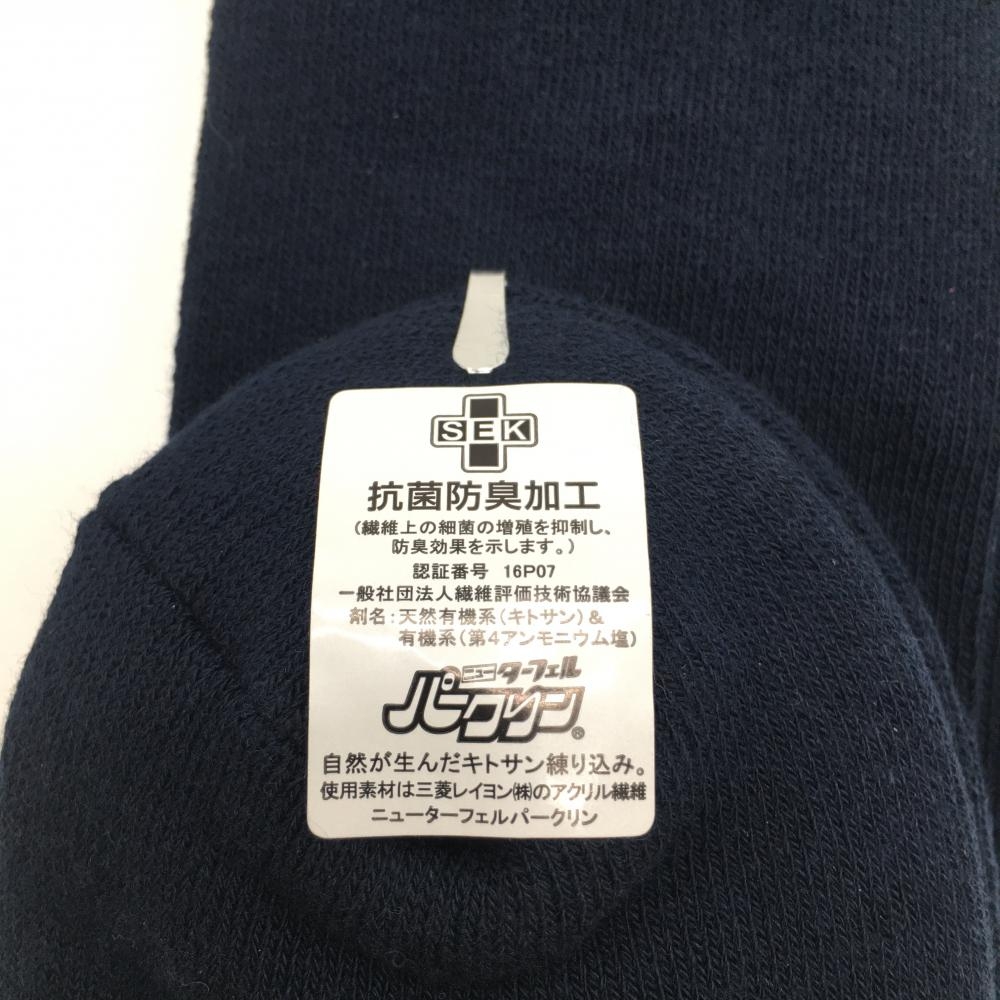 SEK
抗菌防臭加工
(繊維上の細菌の増殖を抑制し、
防臭効果を示します。)
認証番号 16P07
一般社団法人繊維評価技術協議会
剤名:天然有機系(キトサン)&
有機系(第4アンモニウム塩)
ニューターフェル
パークリン®
自然が生んだキトサン練り込み。
使用素材は三菱レイヨン㈱のアクリル繊維
ニューターフェルパークリン